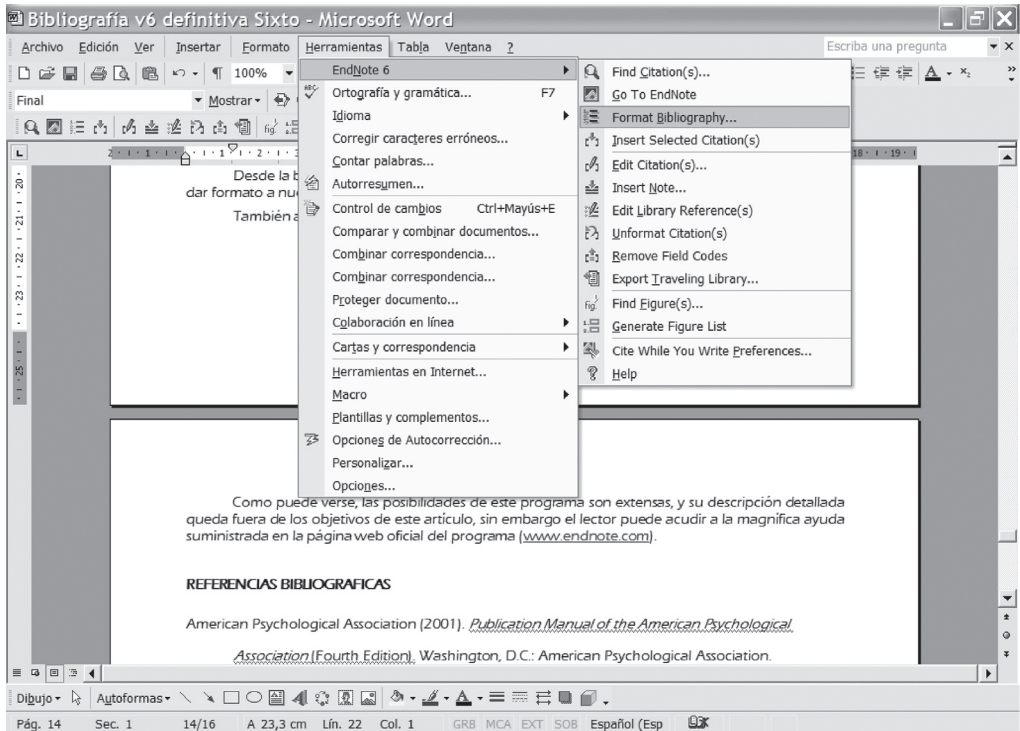 Bibliografía v6 definitiva Sixto - Microsoft Word
Archivo Edición Ver Insertar Formato Herramientas Tabla Ventana ? Escriba una pregunta
100%
Final Mostrar
EndNote 6
Ortografía y gramática... F7
Idioma
Corregir caracteres erróneos...
Contar palabras...
Autorresumen...
Control de cambios Ctrl+Mayús+E
Comparar y combinar documentos...
Combinar correspondencia...
Combinar correspondencia...
Proteger documento...
Colaboración en línea
Cartas y correspondencia
Herramientas en Internet...
Macro
Plantillas y complementos...
Opciones de Autocorrección...
Personalizar...
Opciones...
Find Citation(s)...
Go To EndNote
Format Bibliography...
Insert Selected Citation(s)
Edit Citation(s)...
Insert Note...
Edit Library Reference(s)
Unformat Citation(s)
Remove Field Codes
Export Traveling Library...
Find Figure(s)...
Generate Figure List
Cite While You Write Preferences...
Help
Desde la b
dar formato a nu
También a
Como puede verse, las posibilidades de este programa son extensas, y su descripción detallada
queda fuera de los objetivos de este artículo, sin embargo el lector puede acudir a la magnífica ayuda
suministrada en la página web oficial del programa (www.endnote.com).
REFERENCIAS BIBLIOGRAFICAS
American Psychological Association (2001). Publication Manual of the American Psychological
Association (Fourth Edition). Washington, D.C.: American Psychological Association.
Dibujo Autoformas
Pág. 14 Sec. 1 14/16 A 23,3 cm Lín. 22 Col. 1 GRB MCA EXT SOB Español (Esp